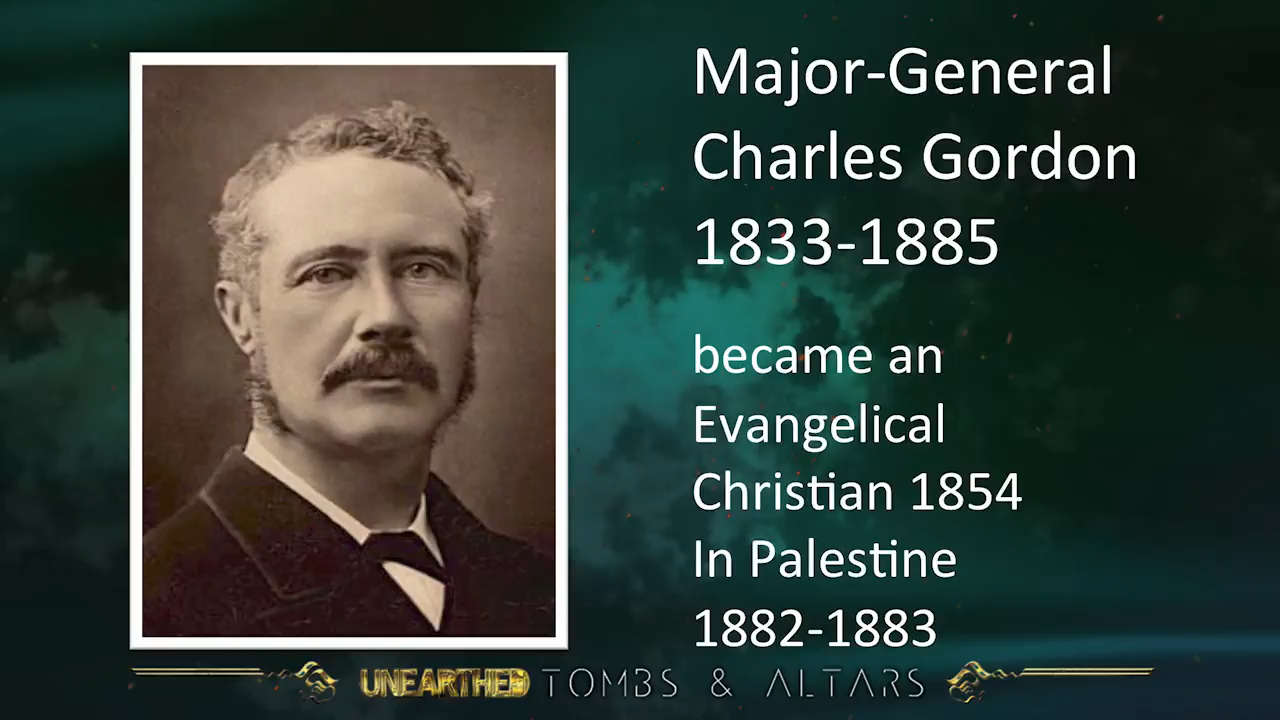 Major-General
Charles Gordon
1833-1885
became an
Evangelical
Christian 1854
In Palestine
1882-1883
UNEARTHED TOMBS & ALTARS